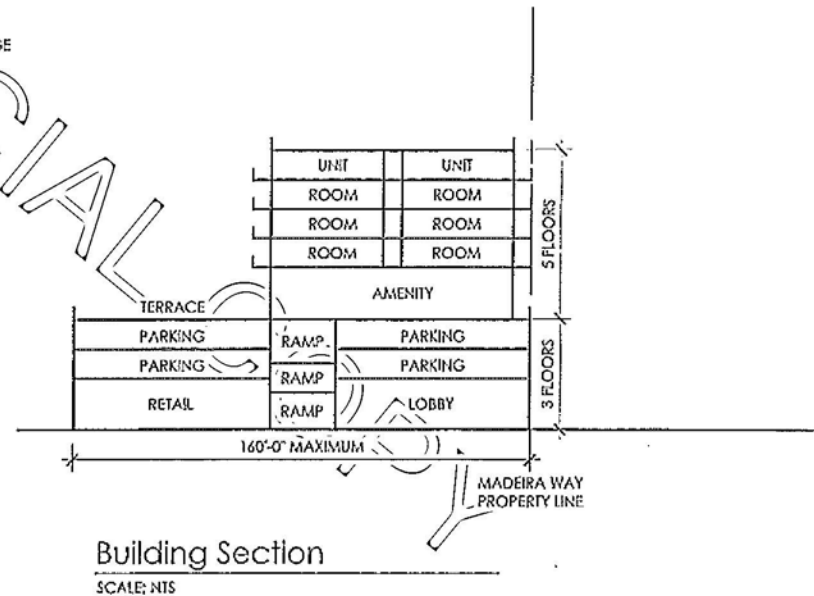 UNIT UNIT
ROOM ROOM
ROOM ROOM
ROOM ROOM
5 FLOORS
AMENITY
TERRACE
PARKING RAMP PARKING
PARKING RAMP PARKING
RETAIL RAMP LOBBY
3 FLOORS
160'-0" MAXIMUM
MADEIRA WAY
PROPERTY LINE
Building Section
SCALE: NTS